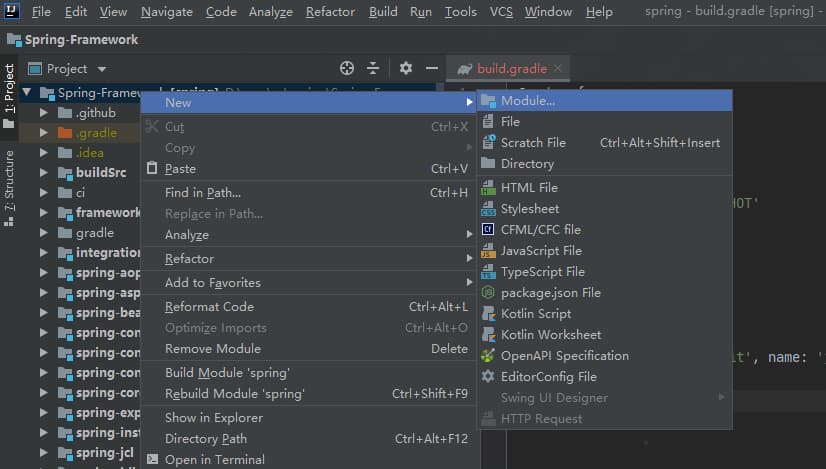 File Edit View Navigate Code Analyze Refactor Build Run Tools VCS Window Help spring - build.gradle [spring] -
Spring-Framework
1: Project
7: Structure
Project
build.gradle
Spring-Framew
.github
.gradle
.idea
buildSrc
ci
framework
gradle
integration
spring-aop
spring-asp
spring-bea
spring-con
spring-con
spring-con
spring-core
spring-exp
spring-inst
spring-jcl
New
Cut Ctrl+X
Copy
Paste Ctrl+V
Find in Path... Ctrl+H
Replace in Path...
Analyze
Refactor
Add to Favorites
Reformat Code Ctrl+Alt+L
Optimize Imports Ctrl+Alt+O
Remove Module Delete
Build Module 'spring'
Rebuild Module 'spring' Ctrl+Shift+F9
Show in Explorer
Directory Path Ctrl+Alt+F12
Open in Terminal
Module...
File
Scratch File Ctrl+Alt+Shift+Insert
Directory
HTML File
Stylesheet
CFML/CFC file
JavaScript File
TypeScript File
package.json File
Kotlin Script
Kotlin Worksheet
OpenAPI Specification
EditorConfig File
Swing UI Designer
HTTP Request
HOT'
it', name: '